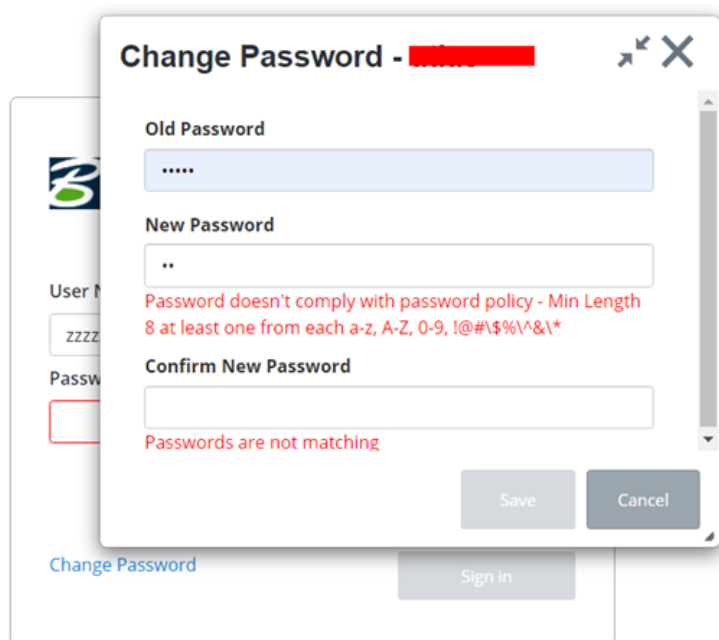 Change Password -
Old Password
•••••
New Password
••
Password doesn't comply with password policy - Min Length
8 at least one from each a-z, A-Z, 0-9, !@#\$%\^&\*
Confirm New Password
Passwords are not matching
Save
Cancel
B
User N
zzzz
Passw
Change Password
Sign in